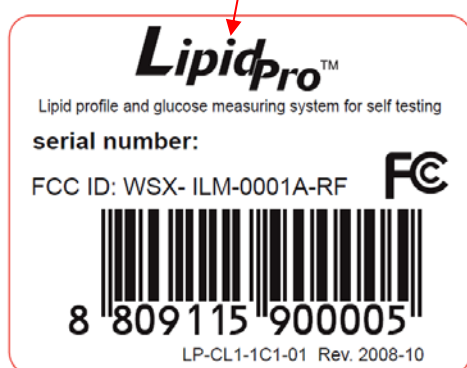 LipidPro™
Lipid profile and glucose measuring system for self testing
serial number:
FCC ID: WSX- ILM-0001A-RF
FC
8 809115 900005
LP-CL1-1C1-01 Rev. 2008-10